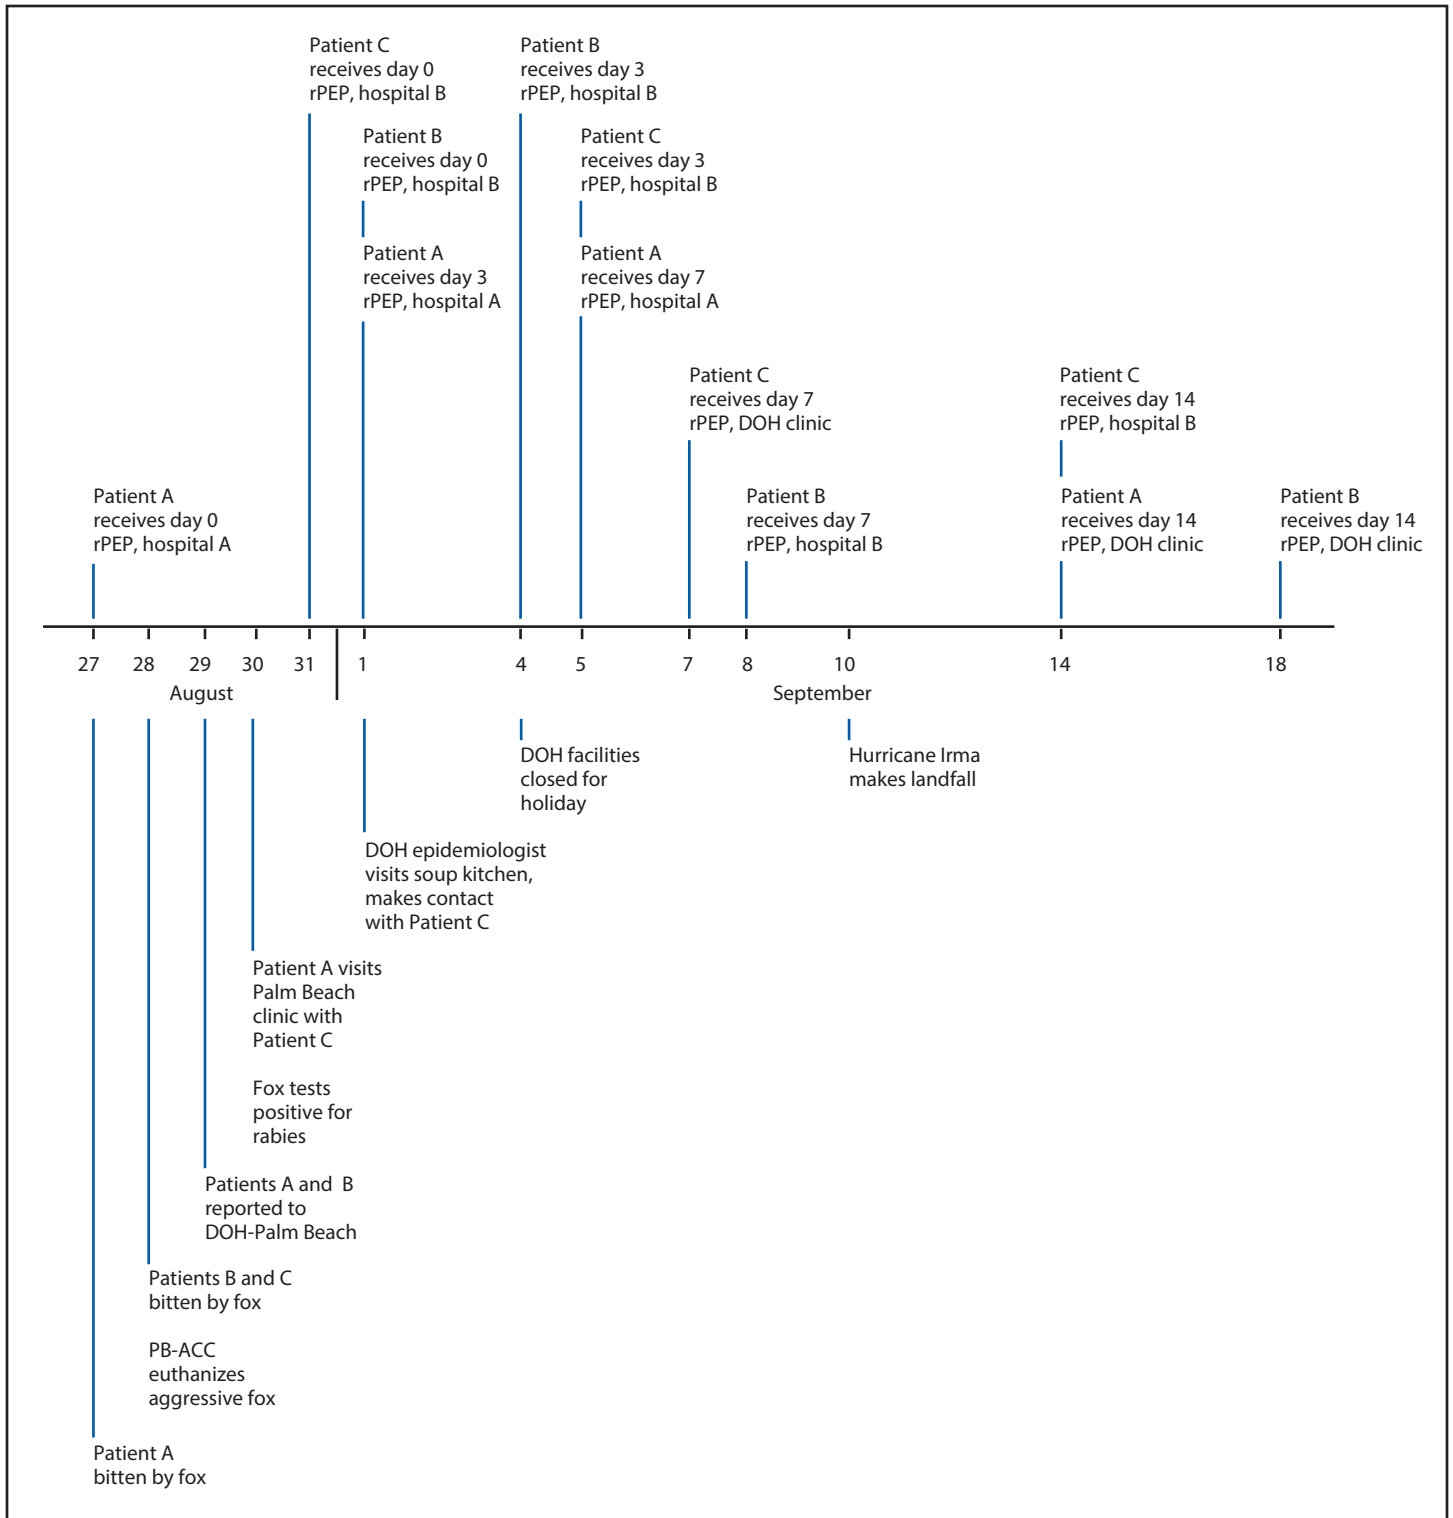 Patient C
receives day 0
rPEP, hospital B
Patient B
receives day 3
rPEP, hospital B
Patient B
receives day 0
rPEP, hospital B
Patient C
receives day 3
rPEP, hospital B
Patient A
receives day 3
rPEP, hospital A
Patient A
receives day 7
rPEP, hospital A
Patient C
receives day 7
rPEP, DOH clinic
Patient C
receives day 14
rPEP, hospital B
Patient A
receives day 0
rPEP, hospital A
Patient B
receives day 7
rPEP, hospital B
Patient A
receives day 14
rPEP, DOH clinic
Patient B
receives day 14
rPEP, DOH clinic
27 28 29 30 31 1 4 5 7 8 10 14 18
August September
DOH facilities
closed for
holiday
Hurricane Irma
makes landfall
DOH epidemiologist
visits soup kitchen,
makes contact
with Patient C
Patient A visits
Palm Beach
clinic with
Patient C
Fox tests
positive for
rabies
Patients A and B
reported to
DOH-Palm Beach
Patients B and C
bitten by fox
PB-ACC
euthanizes
aggressive fox
Patient A
bitten by fox